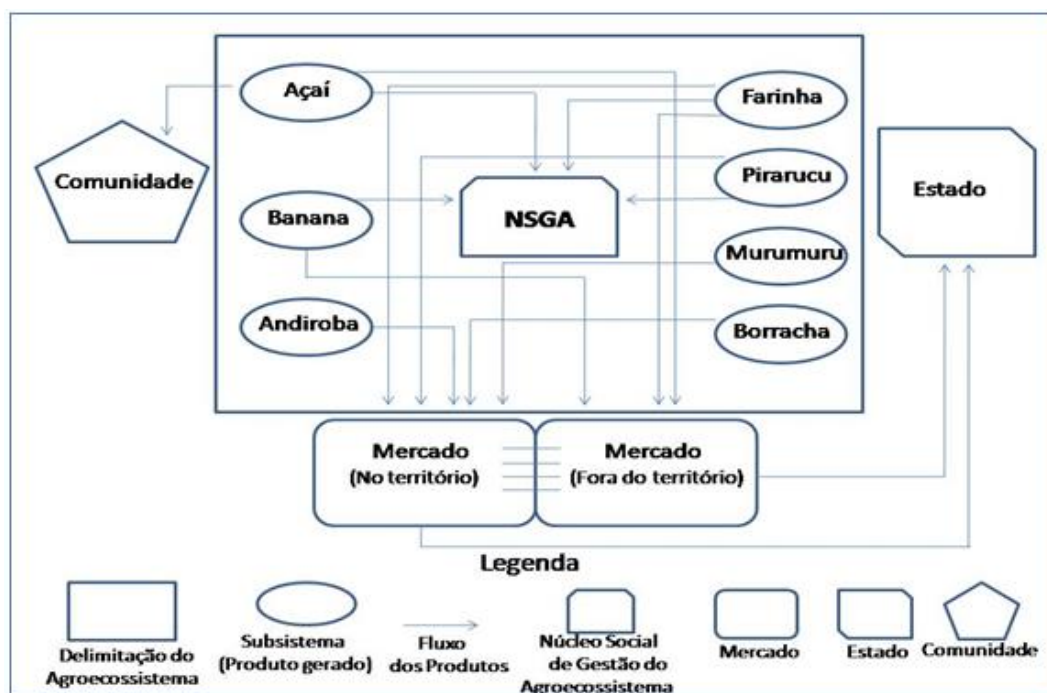 Açaí
Farinha
Comunidade
Pirarucu
Estado
Banana
NSGA
Murumuru
Andiroba
Borracha
Mercado
(No território)
Mercado
(Fora do território)
Legenda
Delimitação do
Agroecossistema
Subsistema
(Produto gerado)
Fluxo
dos Produtos
Núcleo Social
de Gestão do
Agroecossistema
Mercado
Estado
Comunidade